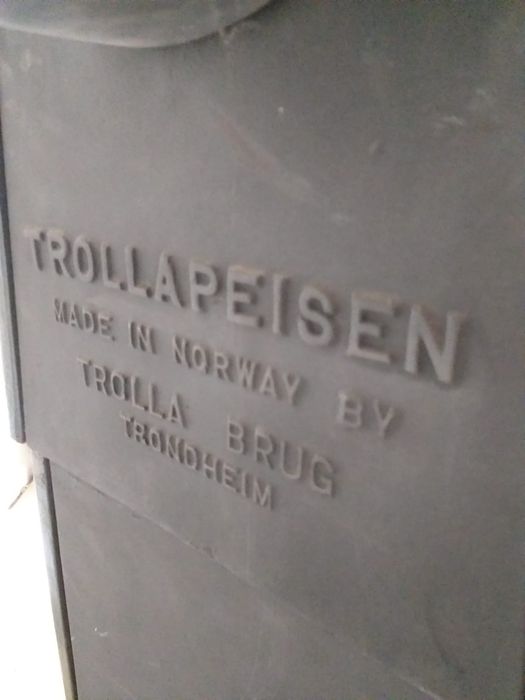 TROLLAPEISEN
MADE IN NORWAY BY
TROLLA BRUG
TRONDHEIM